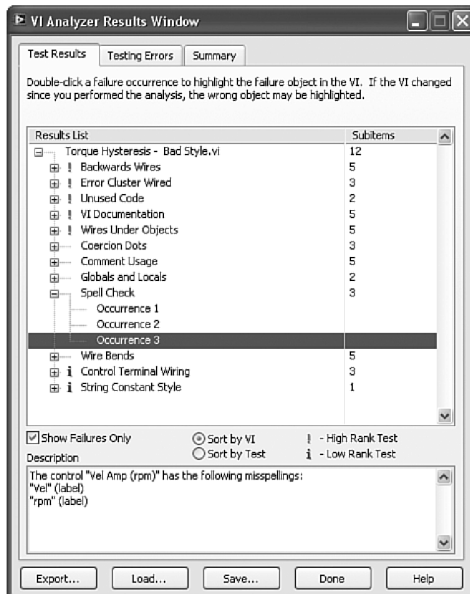 VI Analyzer Results Window
Test Results Testing Errors Summary
Double-click a failure occurrence to highlight the failure object in the VI. If the VI changed
since you performed the analysis, the wrong object may be highlighted.
Results List Subitems
Torque Hysteresis - Bad Style.vi 12
! Backwards Wires 5
! Error Cluster Wired 3
! Unused Code 2
! VI Documentation 5
! Wires Under Objects 5
Coercion Dots 3
Comment Usage 5
Globals and Locals 2
Spell Check 3
Occurrence 1
Occurrence 2
Occurrence 3
Wire Bends 5
i Control Terminal Wiring 3
i String Constant Style 1
Show Failures Only Sort by VI ! - High Rank Test
Sort by Test i - Low Rank Test
Description
The control "Vel Amp (rpm)" has the following misspellings:
"Vel" (label)
"rpm" (label)
Export... Load... Save... Done Help